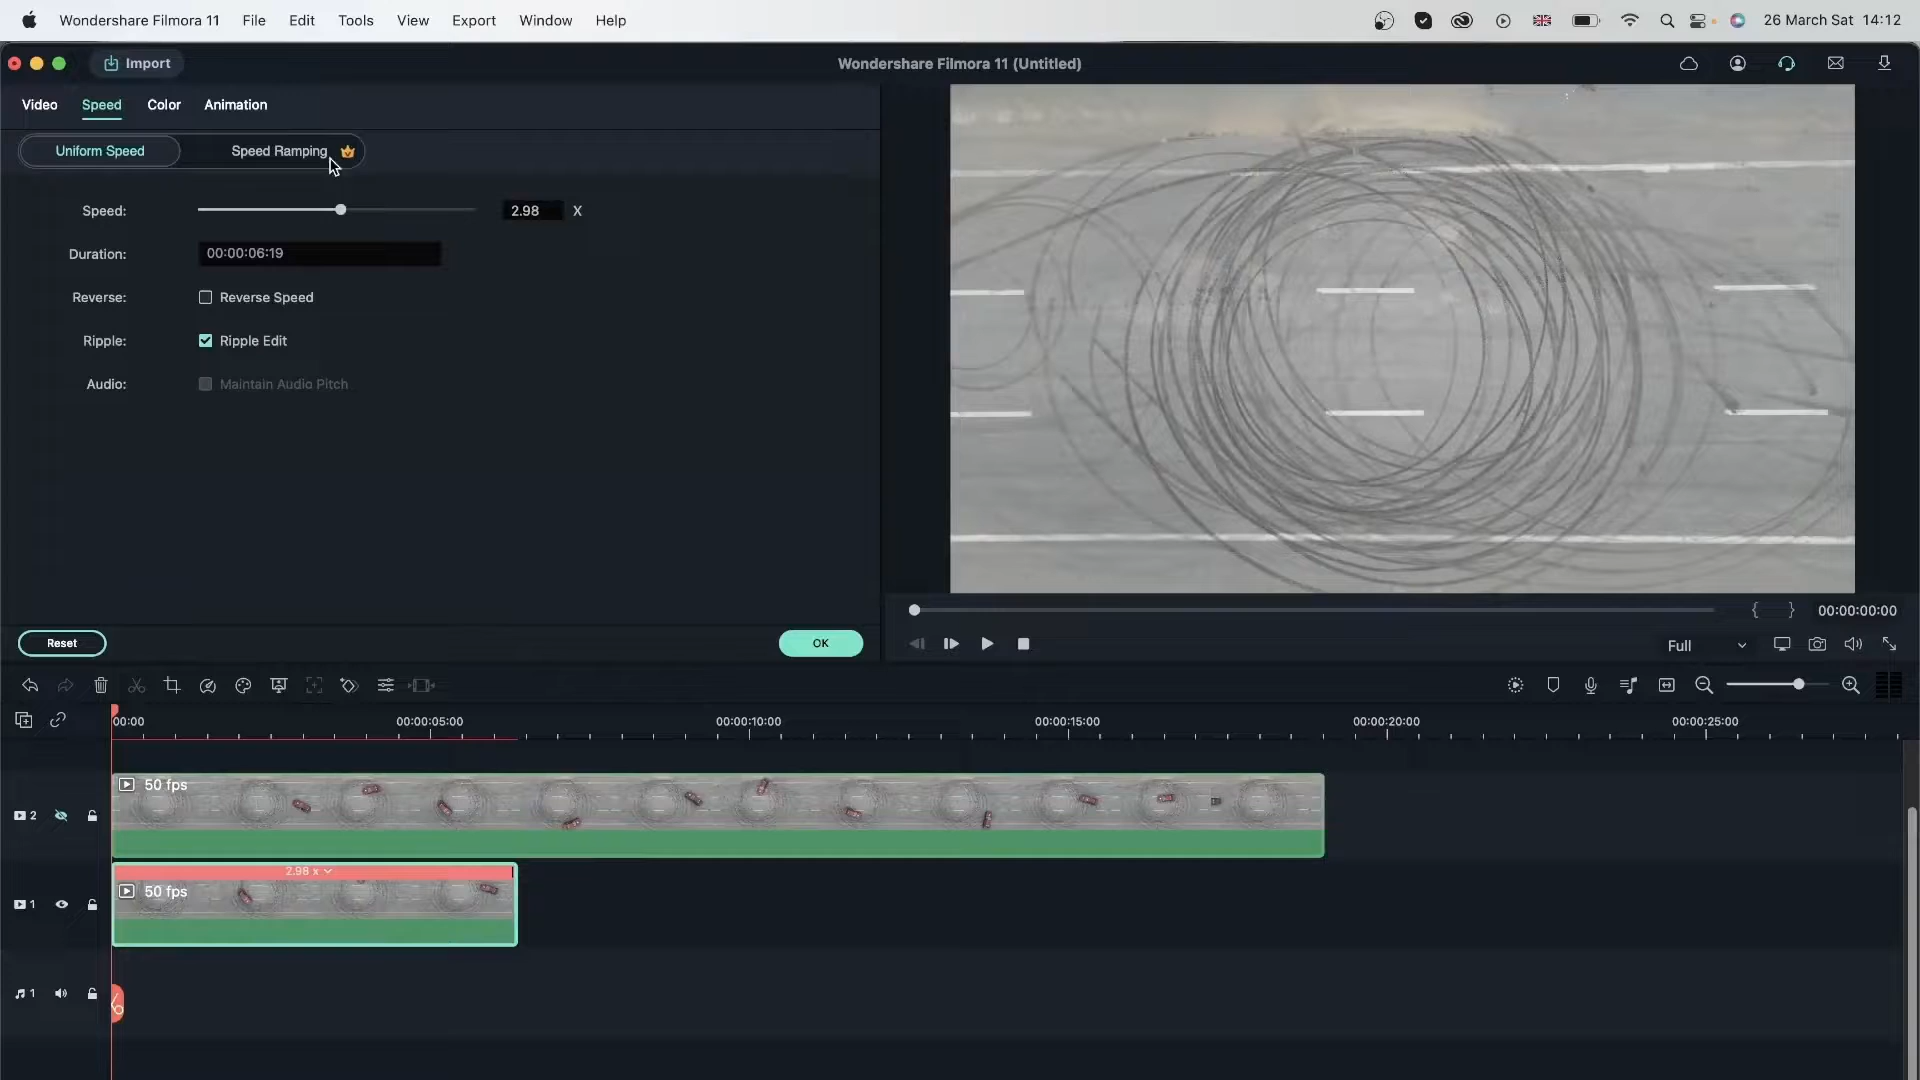 Wondershare Filmora 11 File Edit Tools View Export Window Help 26 March Sat 14:12
Import Wondershare Filmora 11 (Untitled)
Video Speed Color Animation
Uniform Speed Speed Ramping
Speed: 2.98 X
Duration: 00:00:06:19
Reverse: Reverse Speed
Ripple: Ripple Edit
Audio: Maintain Audio Pitch
Reset OK
00:00:00:00
Full
00:00 00:00:05:00 00:00:10:00 00:00:15:00 00:00:20:00 00:00:25:00
50 fps
2
2.98 x
50 fps
1
1